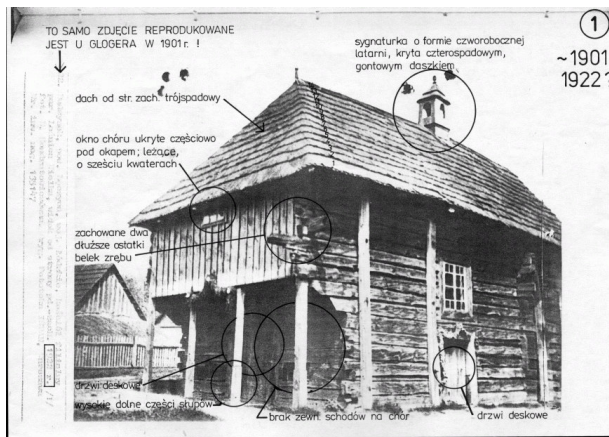 TO SAMO ZDJĘCIE REPRODUKOWANE
JEST U GLOGERA W 1901 r. !
1
sygnaturka o formie czworobocznej
latarni, kryta czterospadowym,
gontowym daszkiem
~1901
1922?
dach od str. zach. trójspadowy
okno chóru ukryte częściowo
pod okapem; leżące,
o sześciu kwaterach
zachowane dwa
dłuższe ostatki
belek zrębu
drzwi deskowe
wysokie dolne części słupów
brak zewn. schodów na chór
drzwi deskowe